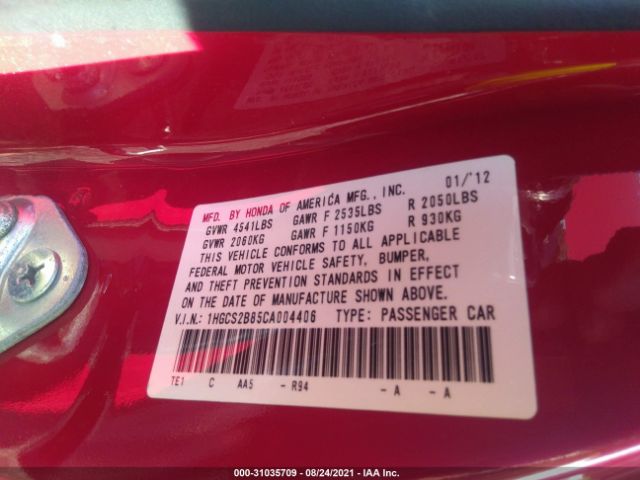 MFD. BY HONDA OF AMERICA MFG., INC. 01/'12
GVWR 4541LBS GAWR F 2535LBS R 2050LBS
GVWR 2060KG GAWR F 1150KG R 930KG
THIS VEHICLE CONFORMS TO ALL APPLICABLE
FEDERAL MOTOR VEHICLE SAFETY, BUMPER,
AND THEFT PREVENTION STANDARDS IN EFFECT
ON THE DATE OF MANUFACTURE SHOWN ABOVE.
V.I.N.: 1HGCS2B85CA004406 TYPE: PASSENGER CAR
TE1 C AA5 - R94 - A - A
000-31035709 - 08/24/2021 - IAA Inc.